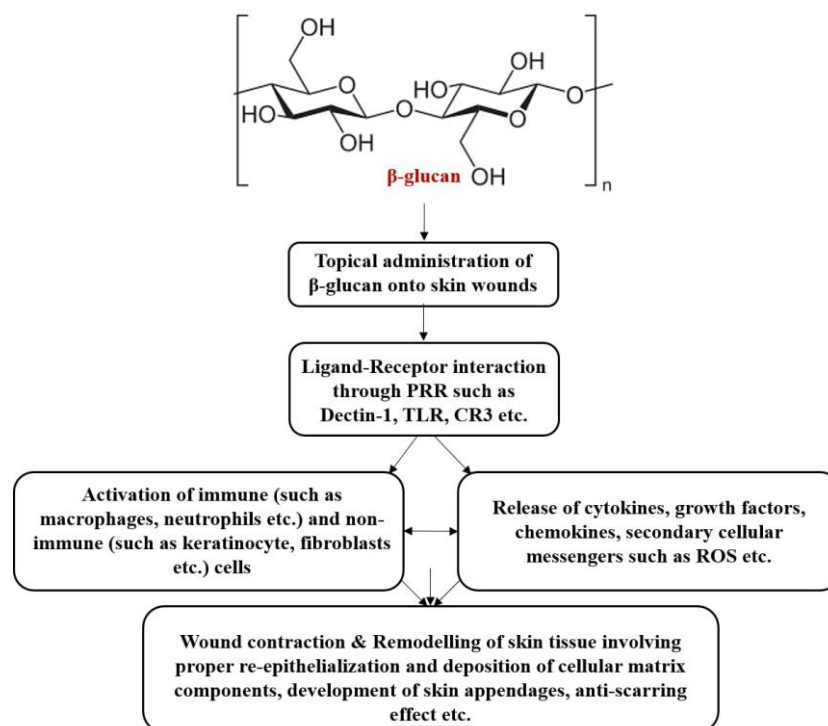 OH
O
HO
OH
O
HO
OH
O
O
OH
n
β-glucan
Topical administration of
β-glucan onto skin wounds
Ligand-Receptor interaction
through PRR such as
Dectin-1, TLR, CR3 etc.
Activation of immune (such as
macrophages, neutrophils etc.) and non-
immune (such as keratinocyte, fibroblasts
etc.) cells
Release of cytokines, growth factors,
chemokines, secondary cellular
messengers such as ROS etc.
Wound contraction & Remodelling of skin tissue involving
proper re-epithelialization and deposition of cellular matrix
components, development of skin appendages, anti-scarring
effect etc.